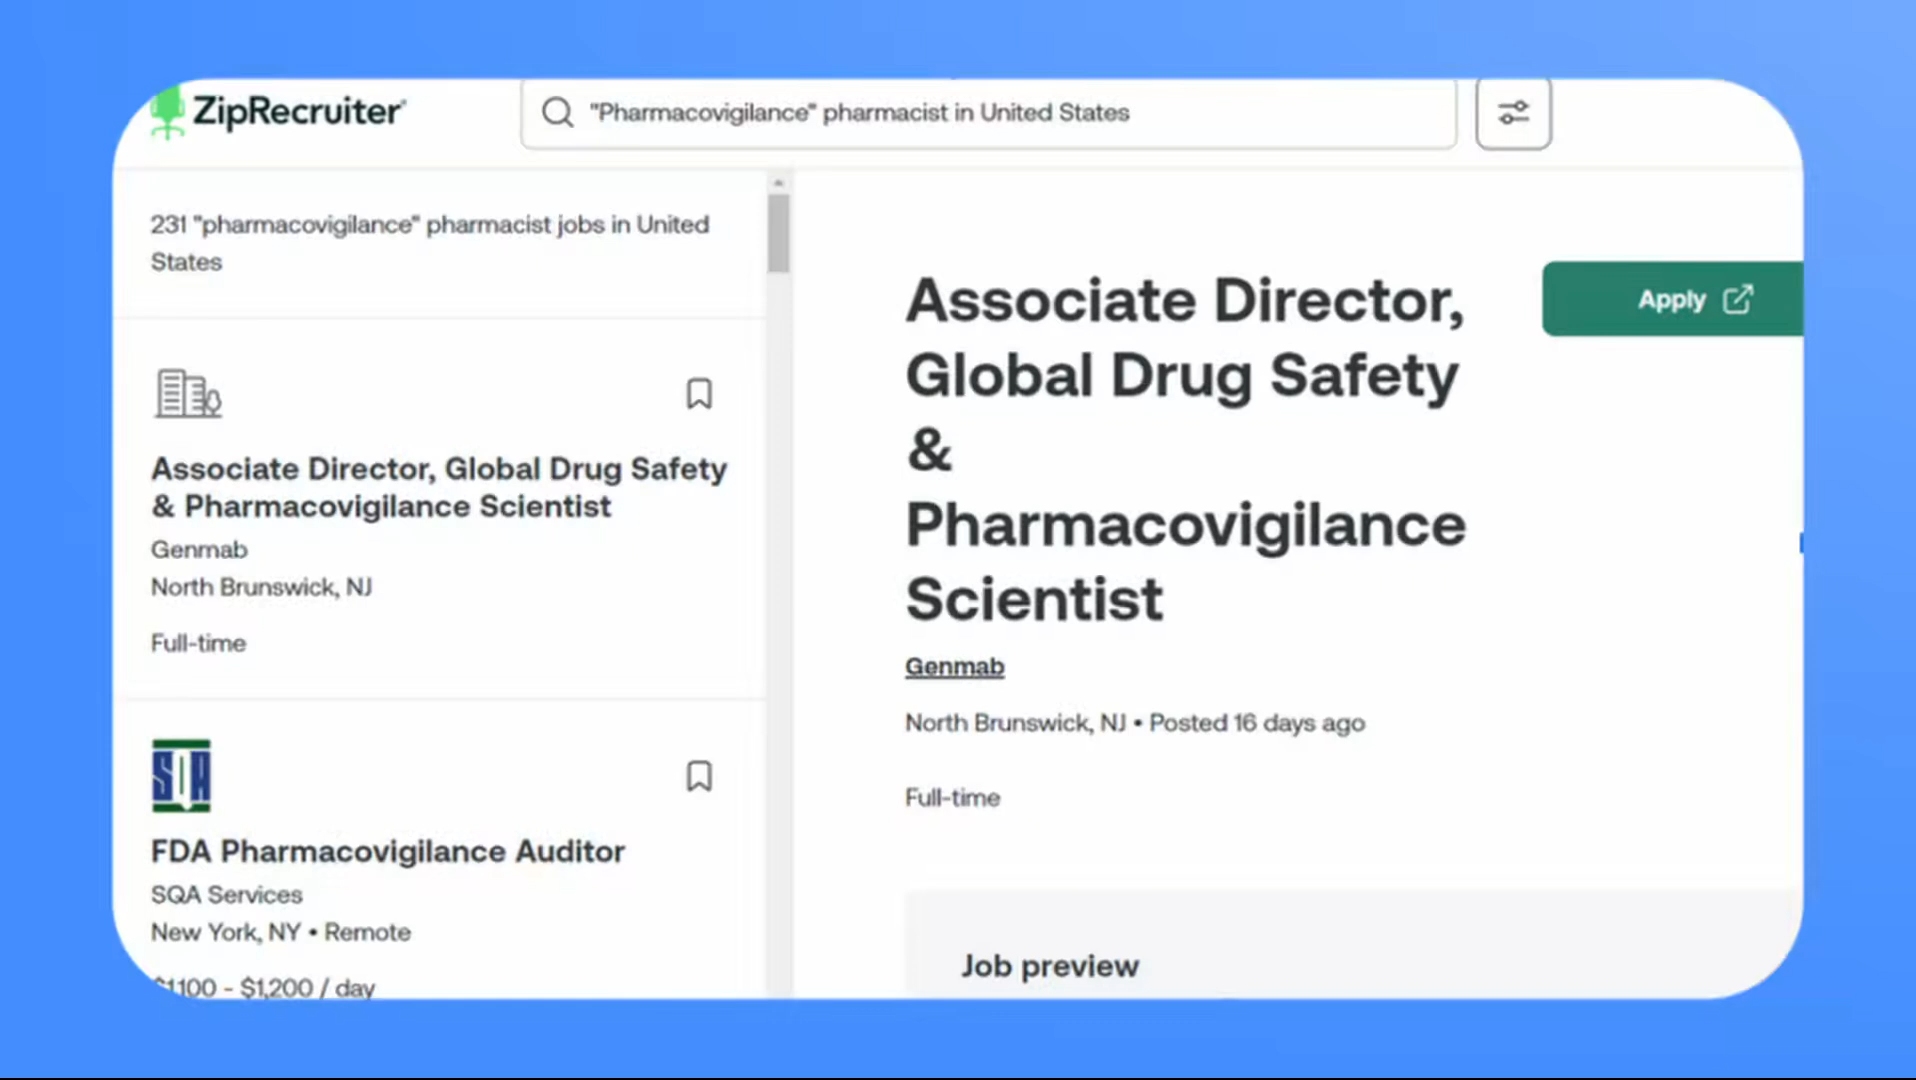 ZipRecruiter
"Pharmacovigilance" pharmacist in United States
231 "pharmacovigilance" pharmacist jobs in United
States
Associate Director, Global Drug Safety
& Pharmacovigilance Scientist
Genmab
North Brunswick, NJ
Full-time
SQA
FDA Pharmacovigilance Auditor
SQA Services
New York, NY • Remote
$1,100 - $1,200 / day
Associate Director,
Global Drug Safety
&
Pharmacovigilance
Scientist
Apply
Genmab
North Brunswick, NJ • Posted 16 days ago
Full-time
Job preview